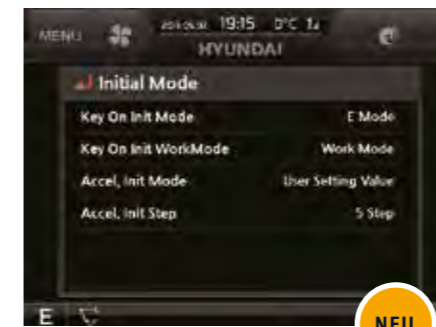 MENU 19:15 0°C
HYUNDAI
Initial Mode
Key On Init Mode E Mode
Key On Init WorkMode Work Mode
Accel, Init Mode User Setting Value
Accel, Init Step 5 Step
E
NEU